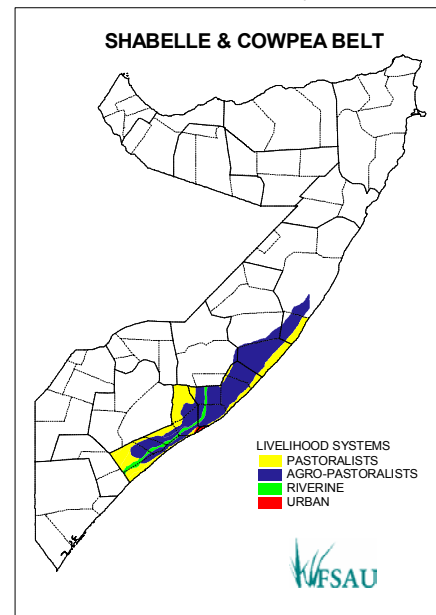 SHABELLE & COWPEA BELT
LIVELIHOOD SYSTEMS
PASTORALISTS
AGRO-PASTORALISTS
RIVERINE
URBAN
FSAU